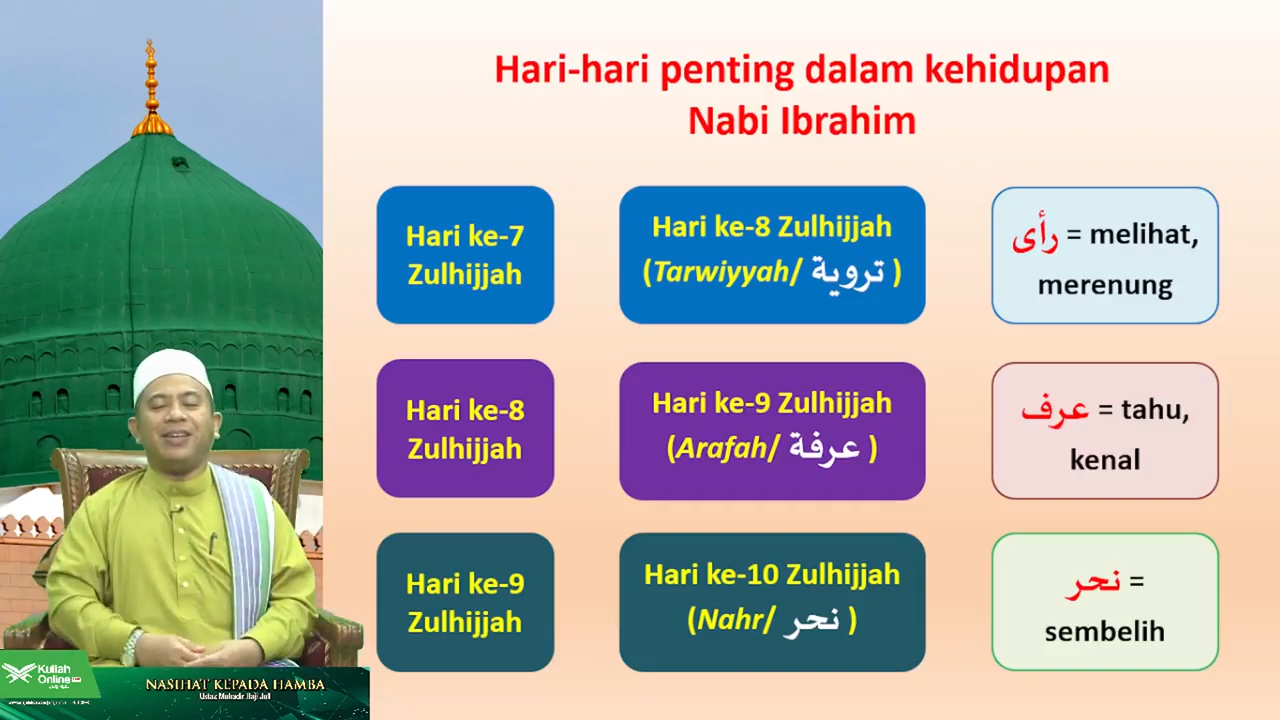 Hari-hari penting dalam kehidupan
Nabi Ibrahim
Hari ke-7
Zulhijjah
Hari ke-8 Zulhijjah
(Tarwiyyah/ تروية )
رأى = melihat,
merenung
Hari ke-8
Zulhijjah
Hari ke-9 Zulhijjah
(Arafah/ عرفة )
عرف = tahu,
kenal
Hari ke-9
Zulhijjah
Hari ke-10 Zulhijjah
(Nahr/ نحر )
نحر =
sembelih
Kuliah
Online
NASIHAT KEPADA HAMBA